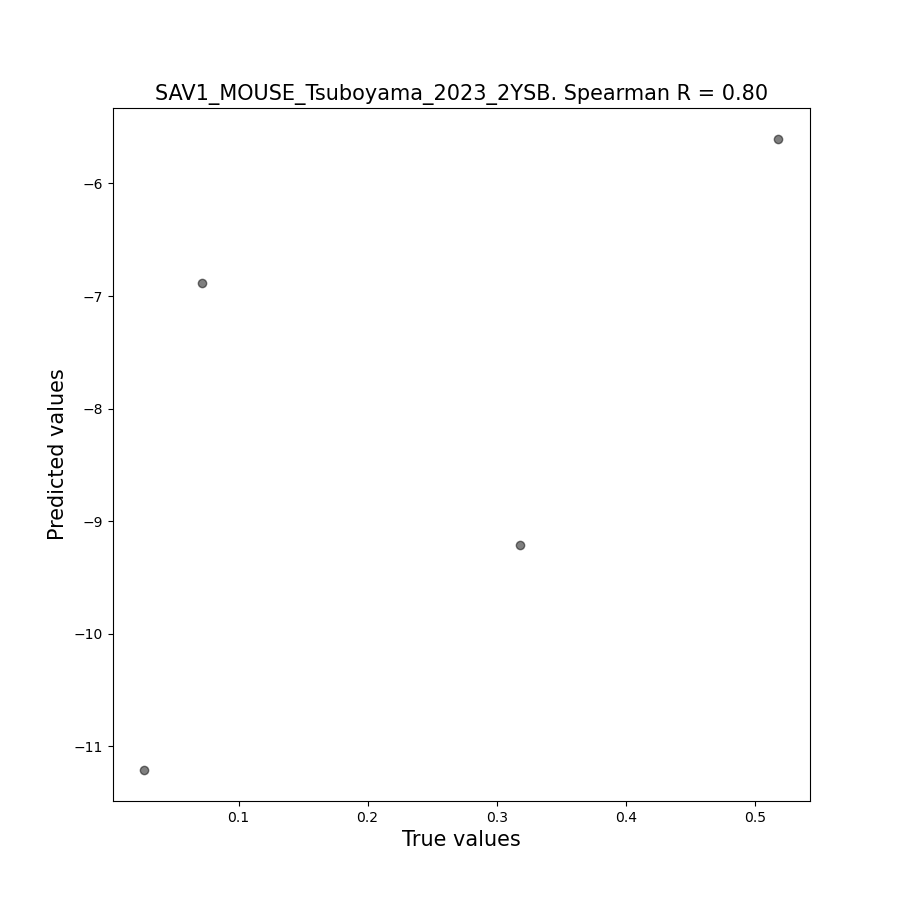 SAV1_MOUSE_Tsuboyama_2023_2YSB. Spearman R = 0.80
−6
−7
−8
−9
−10
−11
Predicted values
0.1 0.2 0.3 0.4 0.5
True values